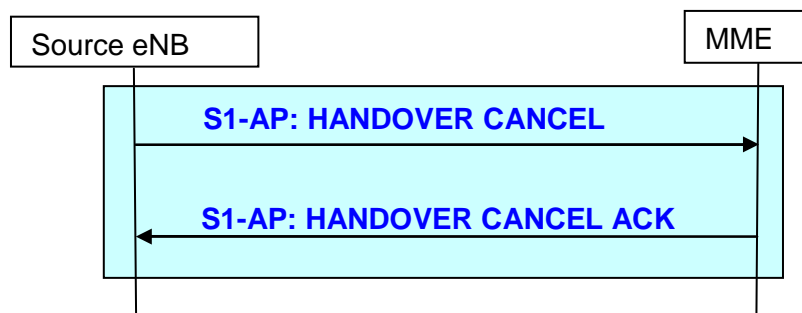 Source eNB
MME
S1-AP: HANDOVER CANCEL
S1-AP: HANDOVER CANCEL ACK